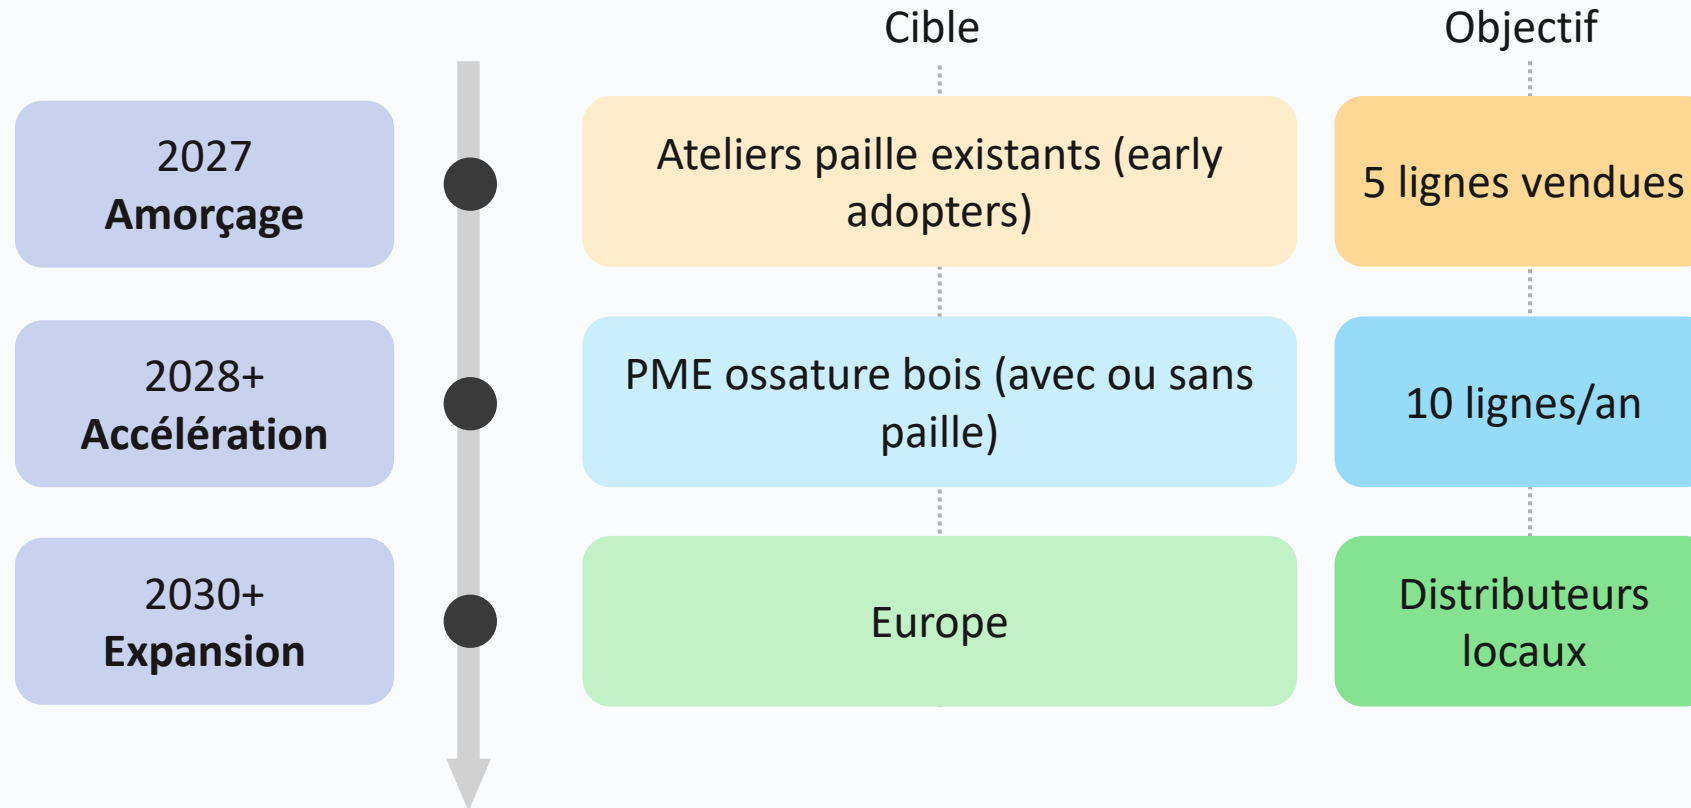 Cible
Objectif
2027
Amorçage
Ateliers paille existants (early
adopters)
5 lignes vendues
2028+
Accélération
PME ossature bois (avec ou sans
paille)
10 lignes/an
2030+
Expansion
Europe
Distributeurs
locaux